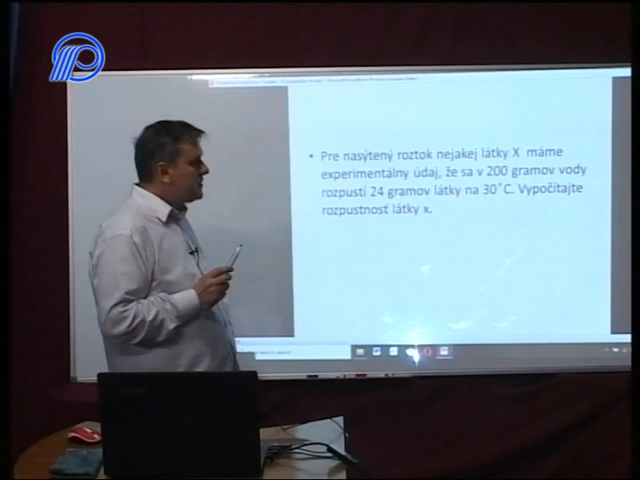 • Pre nasýtený roztok nejakej látky X máme
experimentálny údaj, že sa v 200 gramov vody
rozpustí 24 gramov látky na 30˚C. Vypočítajte
rozpustnosť látky x.